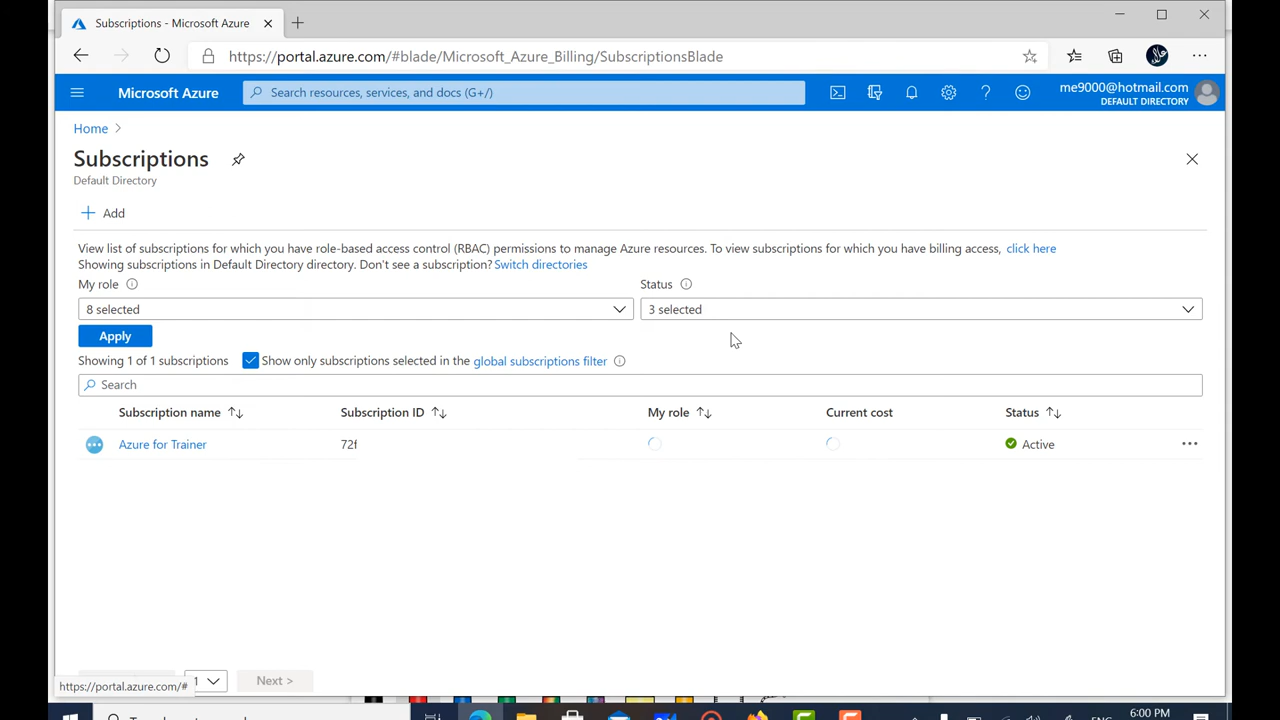 Subscriptions - Microsoft Azure
https://portal.azure.com/#blade/Microsoft_Azure_Billing/SubscriptionsBlade
Microsoft Azure
Search resources, services, and docs (G+/)
me9000@hotmail.com
DEFAULT DIRECTORY
Home
Subscriptions
Default Directory
Add
View list of subscriptions for which you have role-based access control (RBAC) permissions to manage Azure resources. To view subscriptions for which you have billing access, click here
Showing subscriptions in Default Directory directory. Don't see a subscription? Switch directories
My role Status
8 selected 3 selected
Apply
Showing 1 of 1 subscriptions Show only subscriptions selected in the global subscriptions filter
Search
Subscription name Subscription ID My role Current cost Status
Azure for Trainer 72f Active
1 Next >
https://portal.azure.com/#
6:00 PM